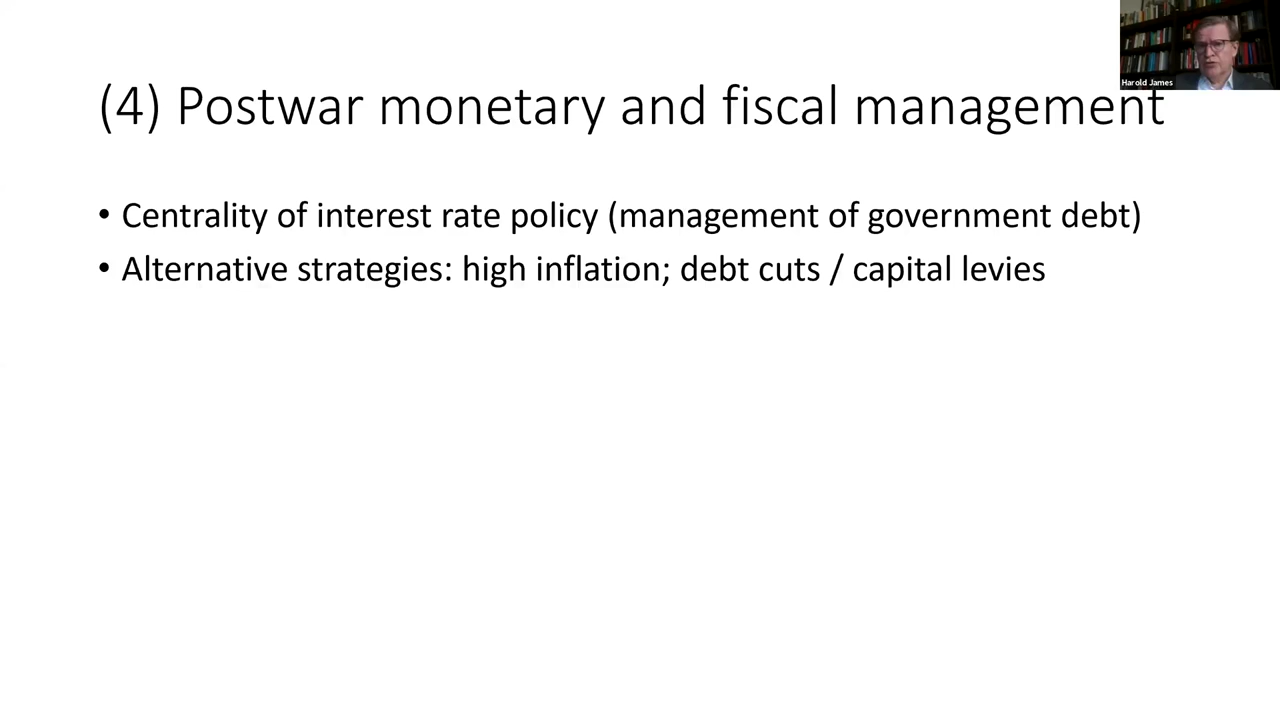 Harold James
(4) Postwar monetary and fiscal management
• Centrality of interest rate policy (management of government debt)
• Alternative strategies: high inflation; debt cuts / capital levies